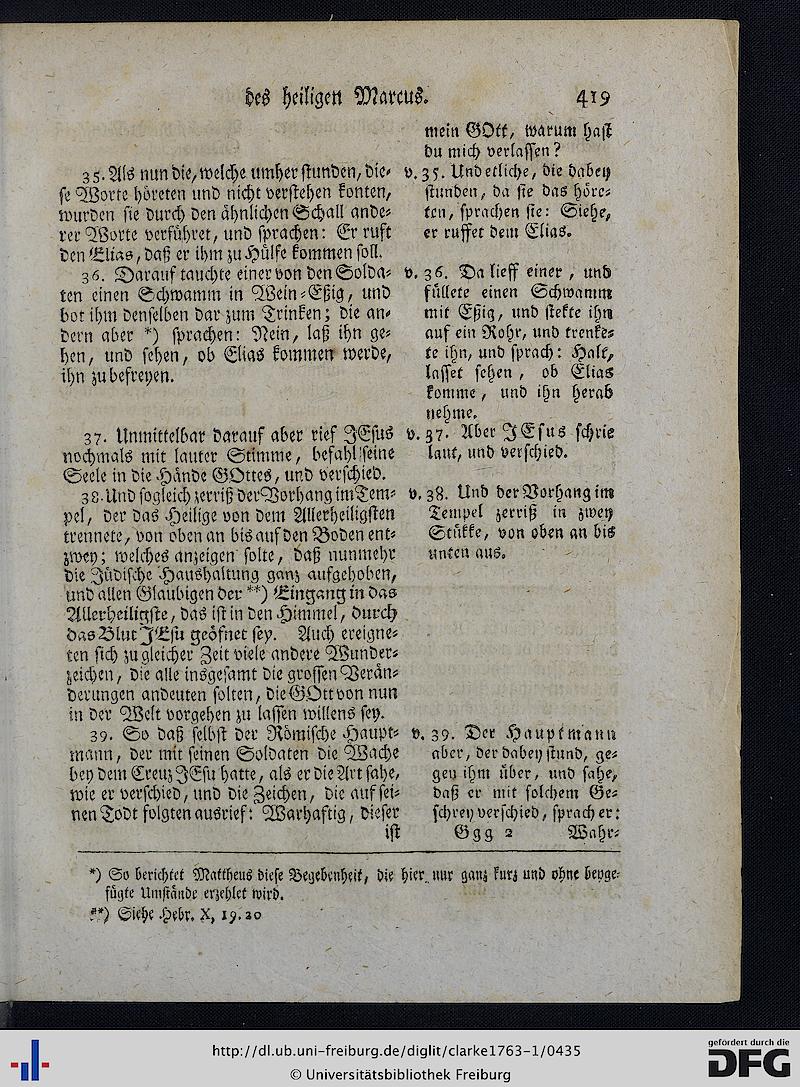 des heiligen Marcus. 419
35. Als nun die, welche umher stunden, die-
se Worte höreten und nicht verstehen konten,
wurden sie durch den ähnlichen Schall ande-
rer Worte verführet, und sprachen: Er ruft
den Elias, daß er ihm zu Hülfe kommen soll.
36. Darauf tauchte einer von den Solda-
ten einen Schwamm in Wein-Eßig, und
bot ihm denselben dar zum Trinken; die an-
dern aber *) sprachen: Nein, laß ihn ge-
hen, und sehen, ob Elias kommen werde,
ihn zu befreyen.
37. Unmittelbar darauf aber rief JEsus
nochmals mit lauter Stimme, befahl seine
Seele in die Hände GOttes, und verschied.
38. Und sogleich zerriß der Vorhang im Tem-
pel, der das Heilige von dem Allerheiligsten
trennete, von oben an bis auf den Boden ent-
zwey; welches anzeigen solte, daß nunmehr
die Jüdische Haushaltung ganz aufgehoben,
und allen Glaubigen der **) Eingang in das
Allerheiligste, das ist in den Himmel, durch
das Blut JEsu geöfnet sey. Auch ereigne-
ten sich zu gleicher Zeit viele andere Wunder-
zeichen, die alle insgesamt die grossen Verän-
derungen andeuten solten, die GOtt von nun
in der Welt vorgehen zu lassen willens sey.
39. So daß selbst der Römische Haupt-
mann, der mit seinen Soldaten die Wache
bey dem Creuz JEsu hatte, als er die Art sahe,
wie er verschied, und die Zeichen, die auf sei-
nen Todt folgten ausrief: Warhaftig, dieser
ist
mein GOtt, warum hast
du mich verlassen?
v. 35. Und etliche, die dabey
stunden, da sie das höre-
ten, sprachen sie: Siehe,
er ruffet dem Elias.
v. 36. Da lieff einer, und
füllete einen Schwamm
mit Eßig, und stekte ihn
auf ein Rohr, und trenke-
te ihn, und sprach: Halt,
lasset sehen, ob Elias
komme, und ihn herab
nehme.
v. 37. Aber JEsus schrie
laut, und verschied.
v. 38. Und der Vorhang im
Tempel zerriß in zwey
Stükke, von oben an bis
unten aus.
v. 39. Der Hauptmann
aber, der dabey stund, ge-
gen ihm über, und sahe,
daß er mit solchem Ge-
schrey verschied, sprach er:
Ggg 2 Wahr-
*) So berichtet Mattheus diese Begebenheit, die hier nur ganz kurz und ohne beyge-
fügte Umstände erzehlet wird.
**) Siehe Hebr. X, 19. 20
http://dl.ub.uni-freiburg.de/diglit/clarke1763-1/0435
© Universitätsbibliothek Freiburg
gefördert durch die
DFG